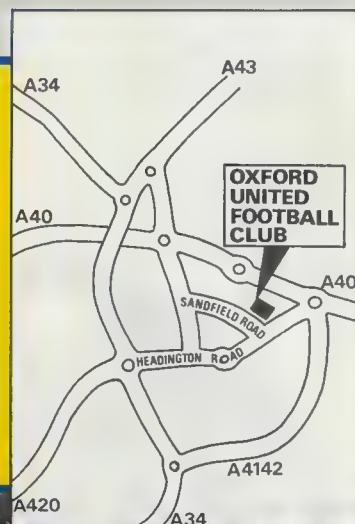 A43
A34
OXFORD
UNITED
FOOTBALL
CLUB
A40
A40
SANDFIELD ROAD
HEADINGTON ROAD
A4142
A420
A34